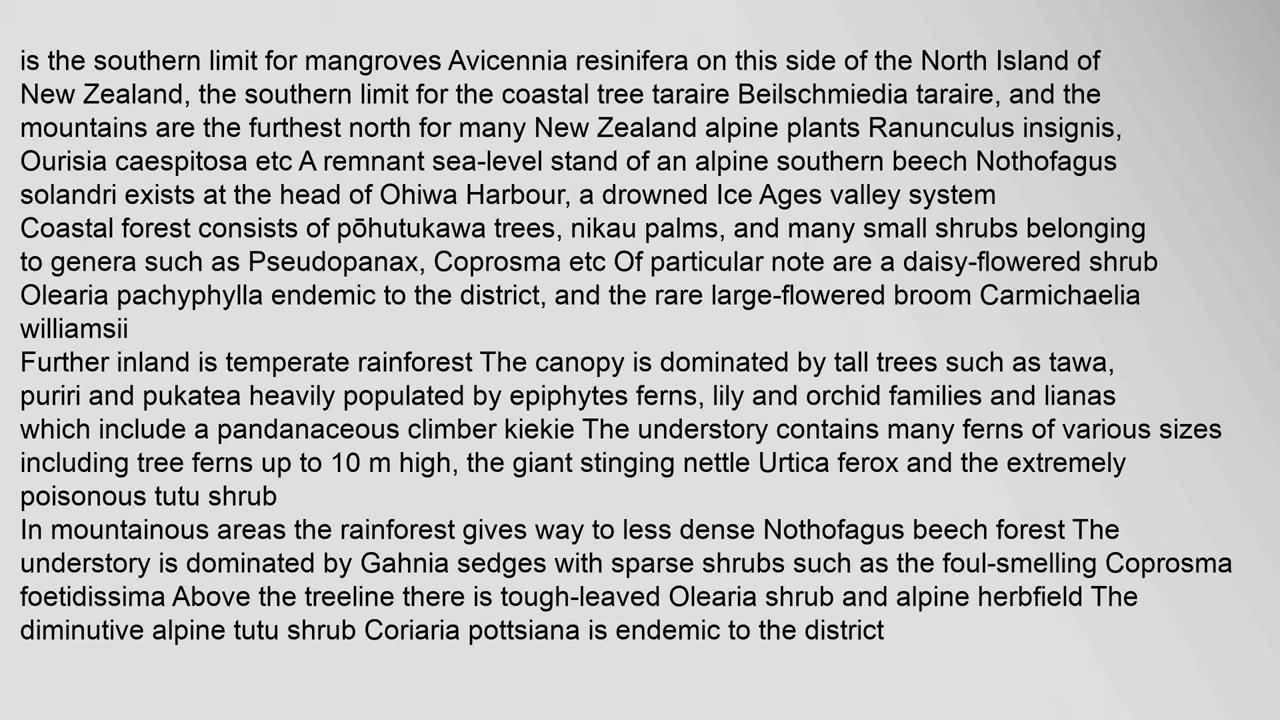 is the southern limit for mangroves Avicennia resinifera on this side of the North Island of
New Zealand, the southern limit for the coastal tree taraire Beilschmiedia taraire, and the
mountains are the furthest north for many New Zealand alpine plants Ranunculus insignis,
Ourisia caespitosa etc A remnant sea-level stand of an alpine southern beech Nothofagus
solandri exists at the head of Ohiwa Harbour, a drowned Ice Ages valley system
Coastal forest consists of pōhutukawa trees, nikau palms, and many small shrubs belonging
to genera such as Pseudopanax, Coprosma etc Of particular note are a daisy-flowered shrub
Olearia pachyphylla endemic to the district, and the rare large-flowered broom Carmichaelia
williamsii
Further inland is temperate rainforest The canopy is dominated by tall trees such as tawa,
puriri and pukatea heavily populated by epiphytes ferns, lily and orchid families and lianas
which include a pandanaceous climber kiekie The understory contains many ferns of various sizes
including tree ferns up to 10 m high, the giant stinging nettle Urtica ferox and the extremely
poisonous tutu shrub
In mountainous areas the rainforest gives way to less dense Nothofagus beech forest The
understory is dominated by Gahnia sedges with sparse shrubs such as the foul-smelling Coprosma
foetidissima Above the treeline there is tough-leaved Olearia shrub and alpine herbfield The
diminutive alpine tutu shrub Coriaria pottsiana is endemic to the district